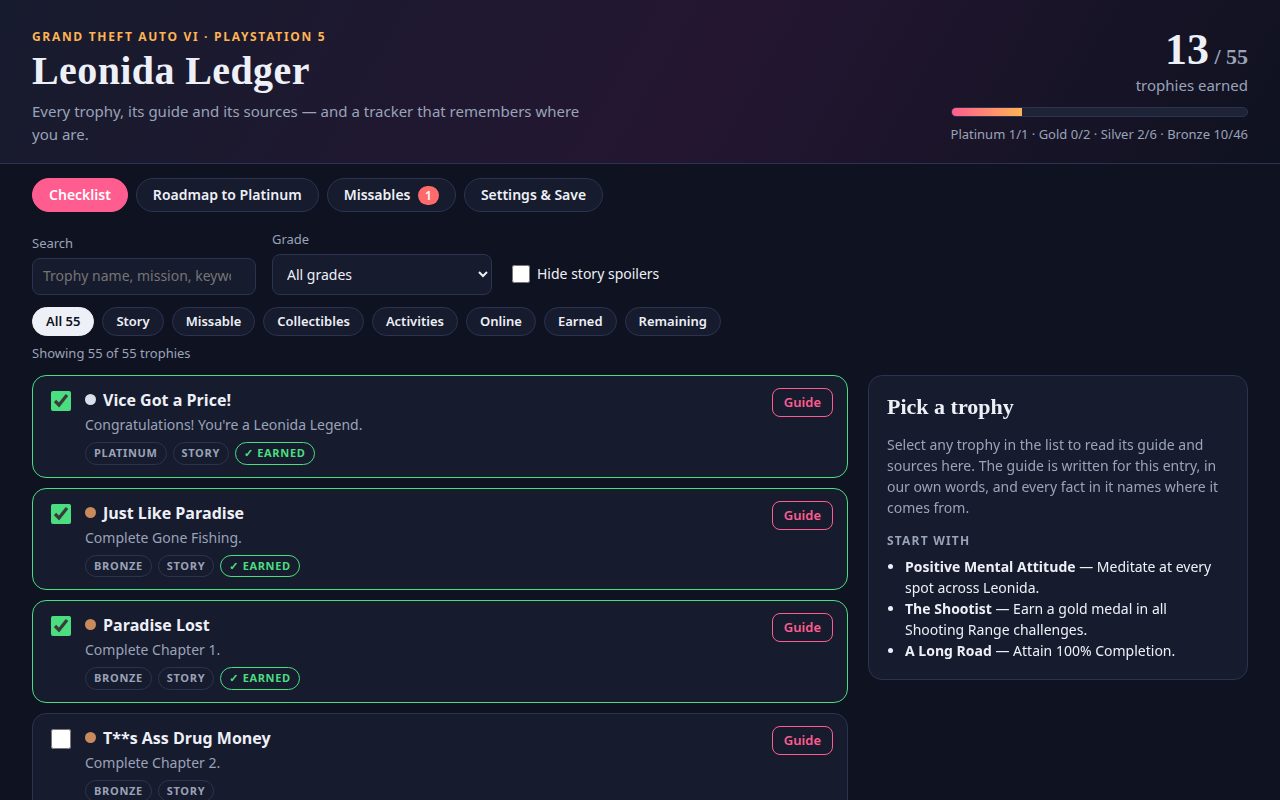 GRAND THEFT AUTO VI · PLAYSTATION 5
Leonida Ledger
Every trophy, its guide and its sources — and a tracker that remembers where
you are.
13 / 55
trophies earned
Platinum 1/1 · Gold 0/2 · Silver 2/6 · Bronze 10/46
Checklist
Roadmap to Platinum
Missables 1
Settings & Save
Search
Trophy name, mission, keyw
Grade
All grades
Hide story spoilers
All 55
Story
Missable
Collectibles
Activities
Online
Earned
Remaining
Showing 55 of 55 trophies
Vice Got a Price!
Guide
Congratulations! You're a Leonida Legend.
PLATINUM
STORY
✓ EARNED
Just Like Paradise
Guide
Complete Gone Fishing.
BRONZE
STORY
✓ EARNED
Paradise Lost
Guide
Complete Chapter 1.
BRONZE
STORY
✓ EARNED
T**s Ass Drug Money
Guide
Complete Chapter 2.
BRONZE
STORY
Pick a trophy
Select any trophy in the list to read its guide and
sources here. The guide is written for this entry, in
our own words, and every fact in it names where it
comes from.
START WITH
• Positive Mental Attitude — Meditate at every
spot across Leonida.
• The Shootist — Earn a gold medal in all
Shooting Range challenges.
• A Long Road — Attain 100% Completion.